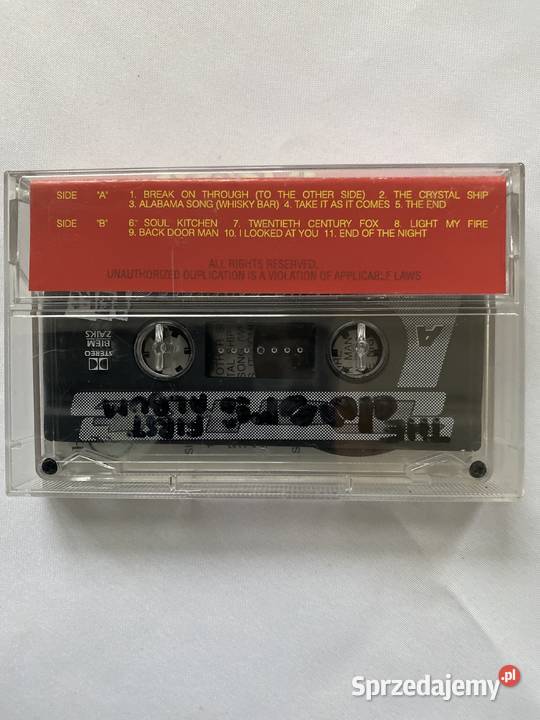 SIDE "A" 1. BREAK ON THROUGH (TO THE OTHER SIDE) 2. THE CRYSTAL SHIP
3. ALABAMA SONG (WHISKY BAR) 4. TAKE IT AS IT COMES 5. THE END
SIDE "B" 6. SOUL KITCHEN 7. TWENTIETH CENTURY FOX 8. LIGHT MY FIRE
9. BACK DOOR MAN 10. I LOOKED AT YOU 11. END OF THE NIGHT
ALL RIGHTS RESERVED.
UNAUTHORIZED DUPLICATION IS A VIOLATION OF APPLICABLE LAWS
A
STEREO
BIEM
ZAIKS
THE doors FIRST
ALBUM
Sprzedajemy.pl